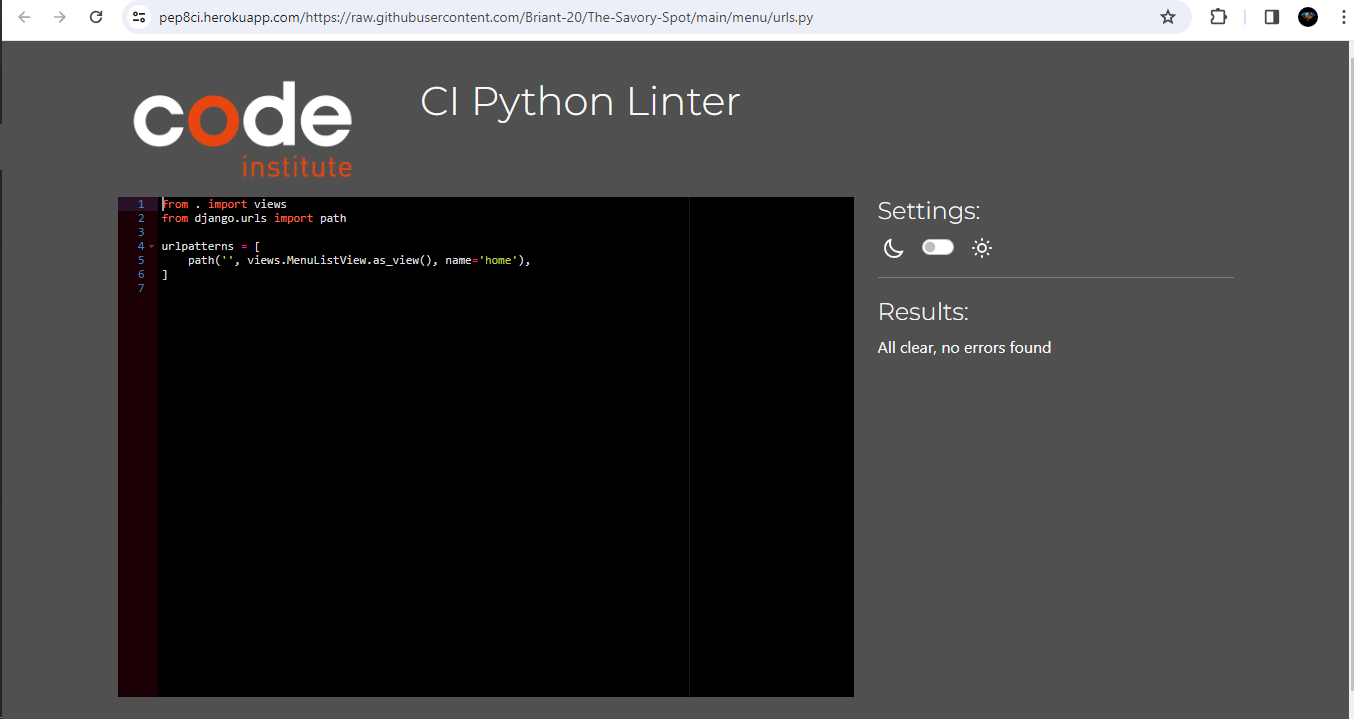 pep8ci.herokuapp.com/https://raw.githubusercontent.com/Briant-20/The-Savory-Spot/main/menu/urls.py
code
institute
CI Python Linter
1 from . import views
2 from django.urls import path
3
4 urlpatterns = [
5     path('', views.MenuListView.as_view(), name='home'),
6 ]
7
Settings:
Results:
All clear, no errors found